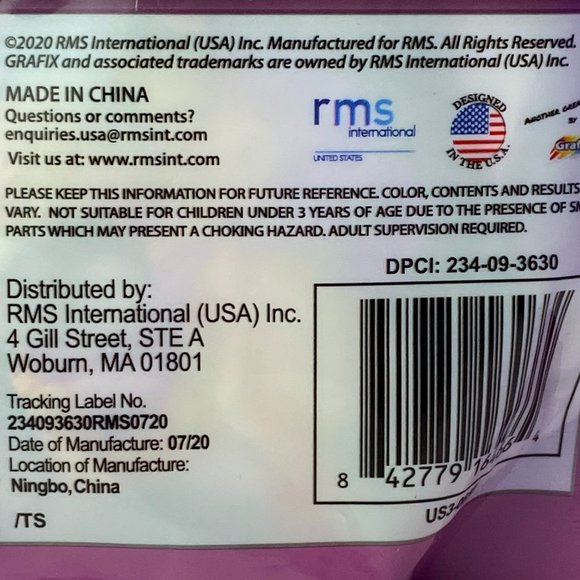 ©2020 RMS International (USA) Inc. Manufactured for RMS. All Rights Reserved.
GRAFIX and associated trademarks are owned by RMS International (USA) Inc.
MADE IN CHINA
Questions or comments?
enquiries.usa@rmsint.com
Visit us at: www.rmsint.com
rms
international
UNITED STATES
DESIGNED
IN THE U.S.A.
ANOTHER
BY
Graf
PLEASE KEEP THIS INFORMATION FOR FUTURE REFERENCE. COLOR, CONTENTS AND RESULTS
VARY. NOT SUITABLE FOR CHILDREN UNDER 3 YEARS OF AGE DUE TO THE PRESENCE OF
PARTS WHICH MAY PRESENT A CHOKING HAZARD. ADULT SUPERVISION REQUIRED.
DPCI: 234-09-3630
Distributed by:
RMS International (USA) Inc.
4 Gill Street, STE A
Woburn, MA 01801
Tracking Label No.
234093630RMS0720
Date of Manufacture: 07/20
Location of Manufacture:
Ningbo, China
/TS
8 42779 4